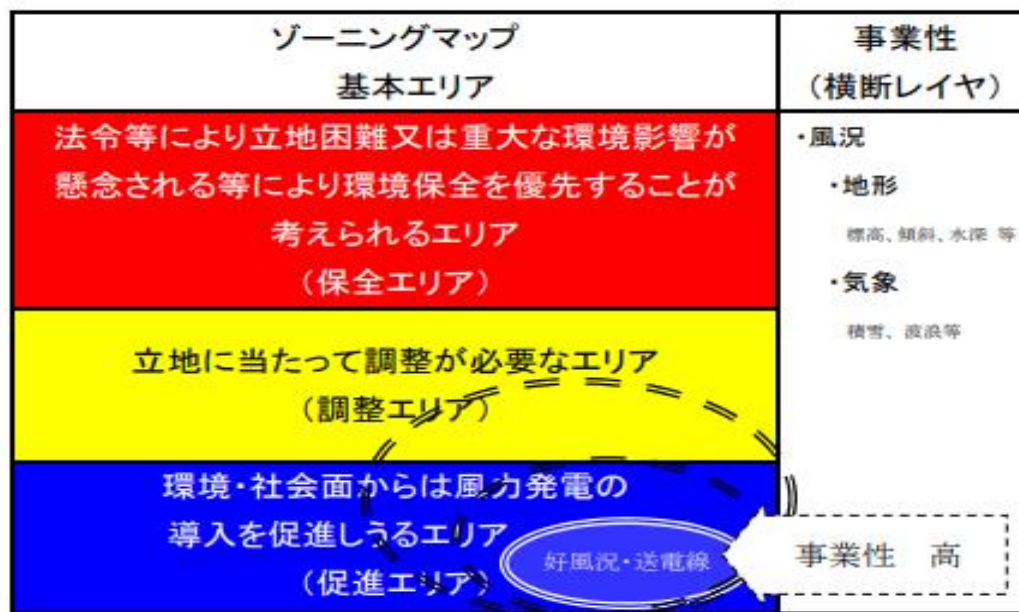 ゾーニングマップ
基本エリア
事業性
（横断レイヤ）
法令等により立地困難又は重大な環境影響が
懸念される等により環境保全を優先することが
考えられるエリア
（保全エリア）
・風況
・地形
標高、傾斜、水深 等
・気象
積雪、波浪等
立地に当たって調整が必要なエリア
（調整エリア）
環境・社会面からは風力発電の
導入を促進しうるエリア
（促進エリア）
好風況・送電線
事業性 高